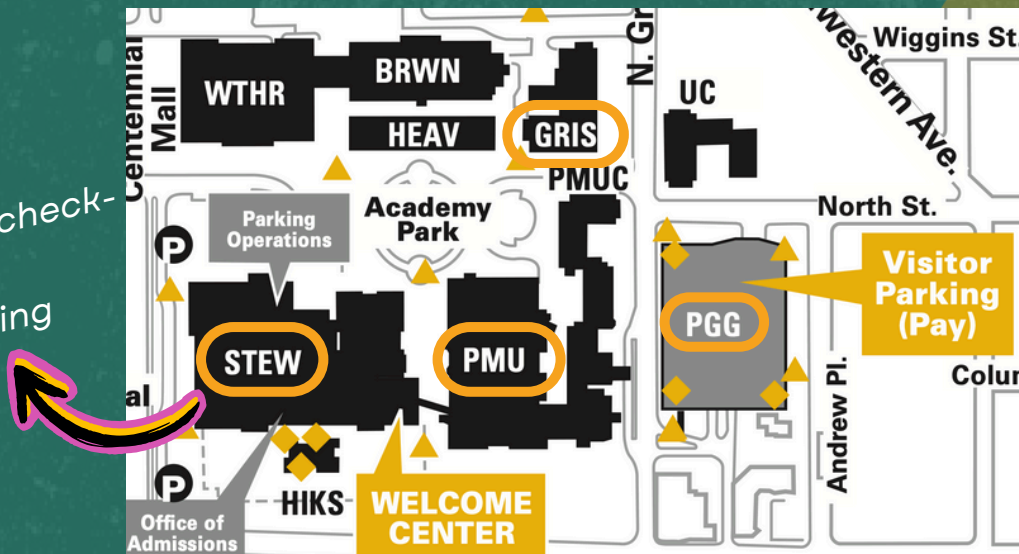 check-
ing
Centennial
Mall
WTHR
BRWN
HEAV
GRIS
PMUC
N. Gr
UC
western Ave.
Wiggins St.
North St.
Parking
Operations
Academy
Park
P
STEW
PMU
PGG
Visitor
Parking
(Pay)
Andrew Pl.
Colum
al
P
HIKS
Office of
Admissions
WELCOME
CENTER